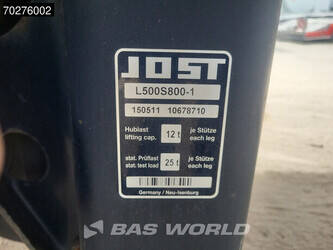 70276002
JOST
L500S800-1
150511 10678710
Hublast
lifting cap. 12 t je Stütze
each leg
stat. Prüflast
stat. test load 25 t je Stütze
each leg
Germany / Neu-Isenburg
BAS WORLD